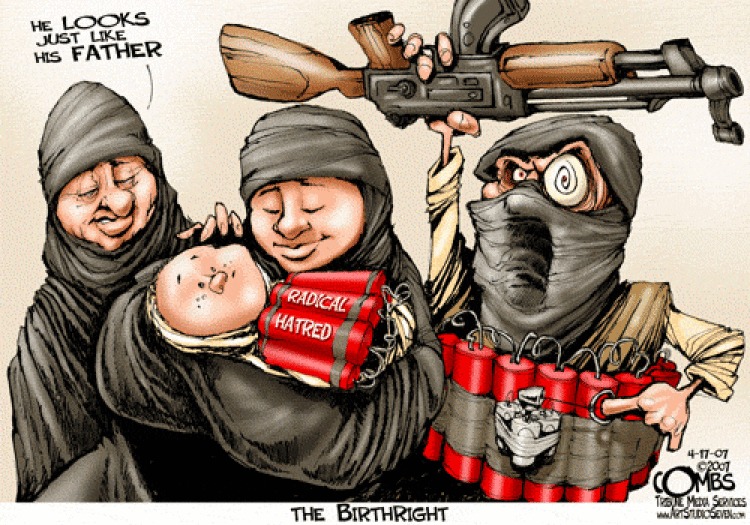 HE LOOKS
JUST LIKE
HIS FATHER
RADICAL
HATRED
4-17-07
©2007
COMBS
TRIBUNE MEDIA SERVICES
www.ArtStudioSeven.com
THE BIRTHRIGHT